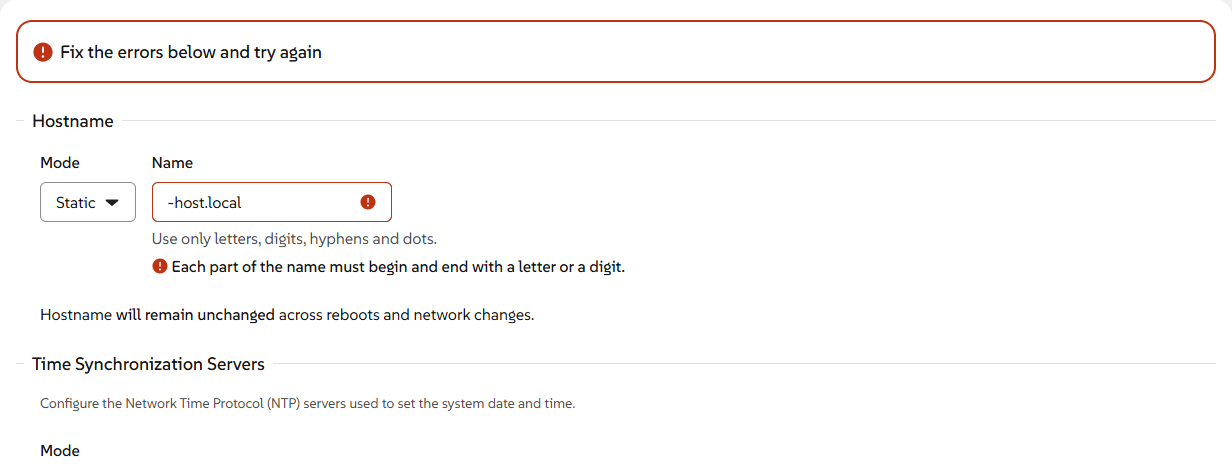 Fix the errors below and try again
Hostname
Mode
Name
Static
-host.local
Use only letters, digits, hyphens and dots.
Each part of the name must begin and end with a letter or a digit.
Hostname will remain unchanged across reboots and network changes.
Time Synchronization Servers
Configure the Network Time Protocol (NTP) servers used to set the system date and time.
Mode